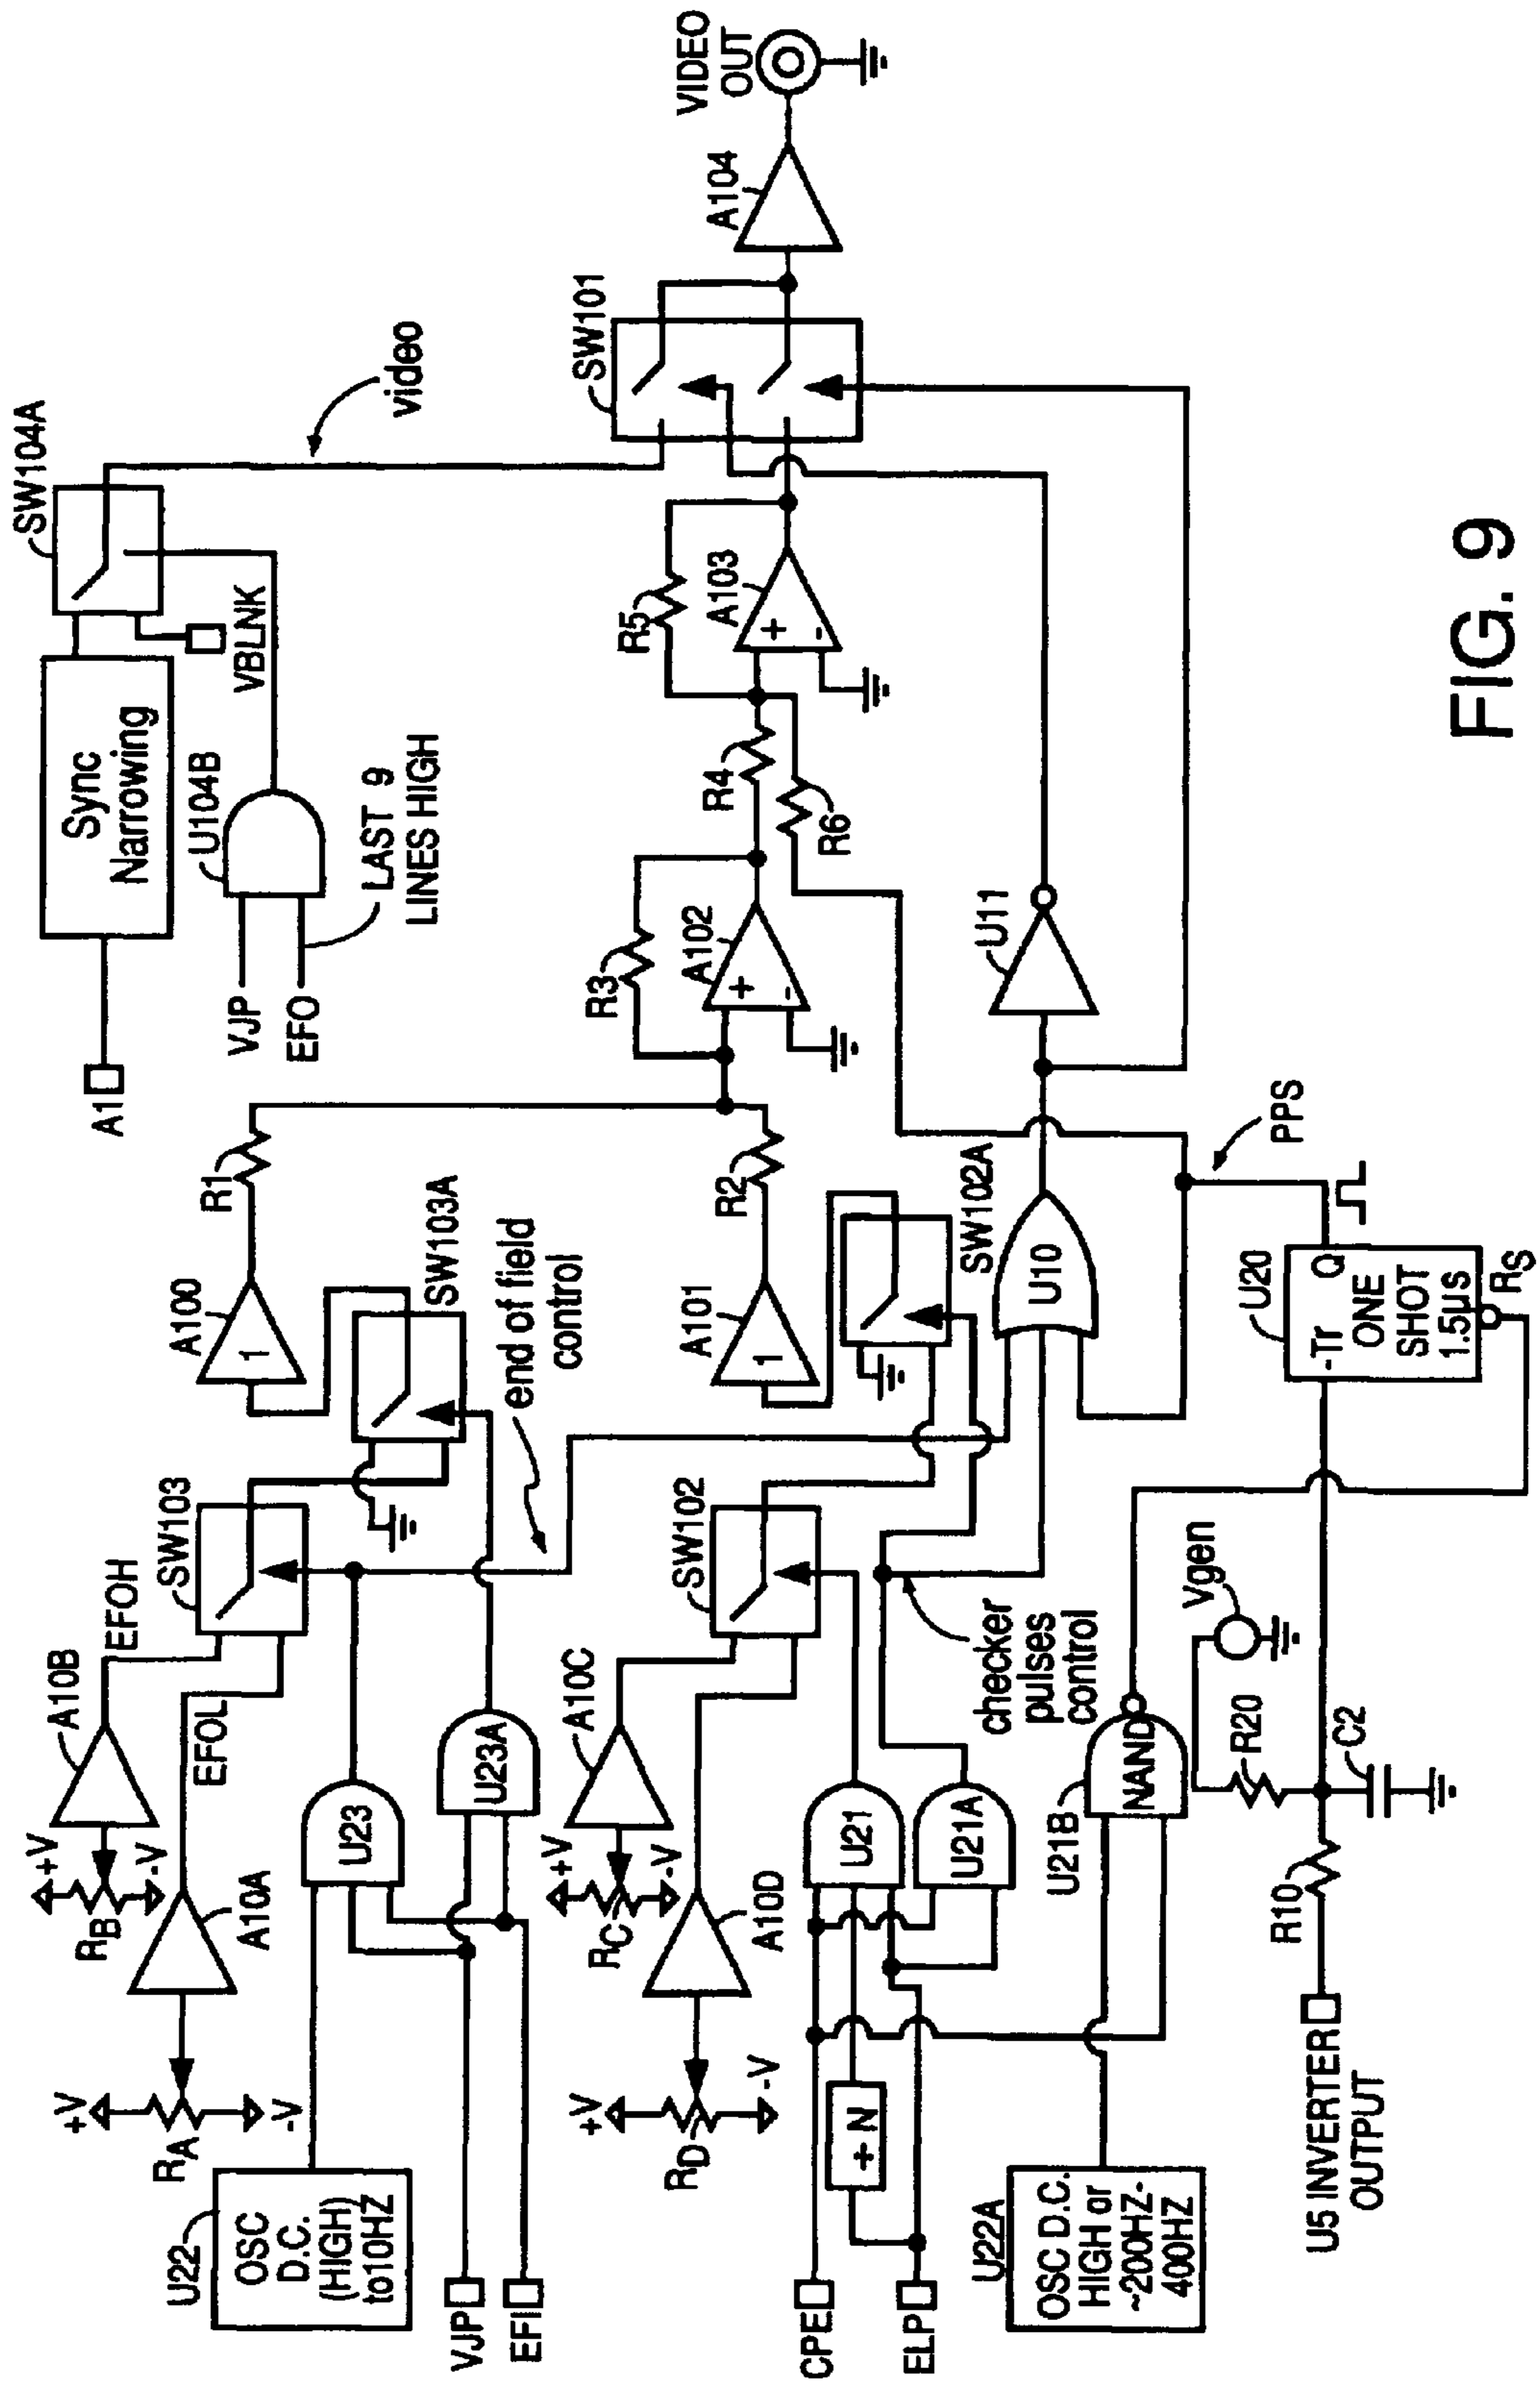 A1
Sync
Narrowing
SW104A
VBLNK
VJP
EFO
U104B
LAST 9
LINES HIGH
video
+V
RA
-V
A10A
EFOL
+V
RB
-V
A10B
EFOH
SW103
SW103A
A100
1
R1
U22
OSC
D.C.
(HIGH)
to10HZ
U23
U23A
VJP
EFI
end of field
control
+V
RD
-V
A10D
+V
RC
-V
A10C
SW102
SW102A
A101
1
R2
R3
A102
+
-
R4
R5
R6
A103
+
-
SW101
A104
VIDEO
OUT
CPE
ELP
÷ N
U21
U21A
checker
pulses
control
U10
U11
U22A
OSC D.C.
HIGH or
~200HZ-
400HZ
U21B
NAND
Vgen
R20
C2
R10
U5 INVERTER
OUTPUT
U20
-Tr Q
ONE
SHOT
1.5µs
RS
PPS
FIG. 9